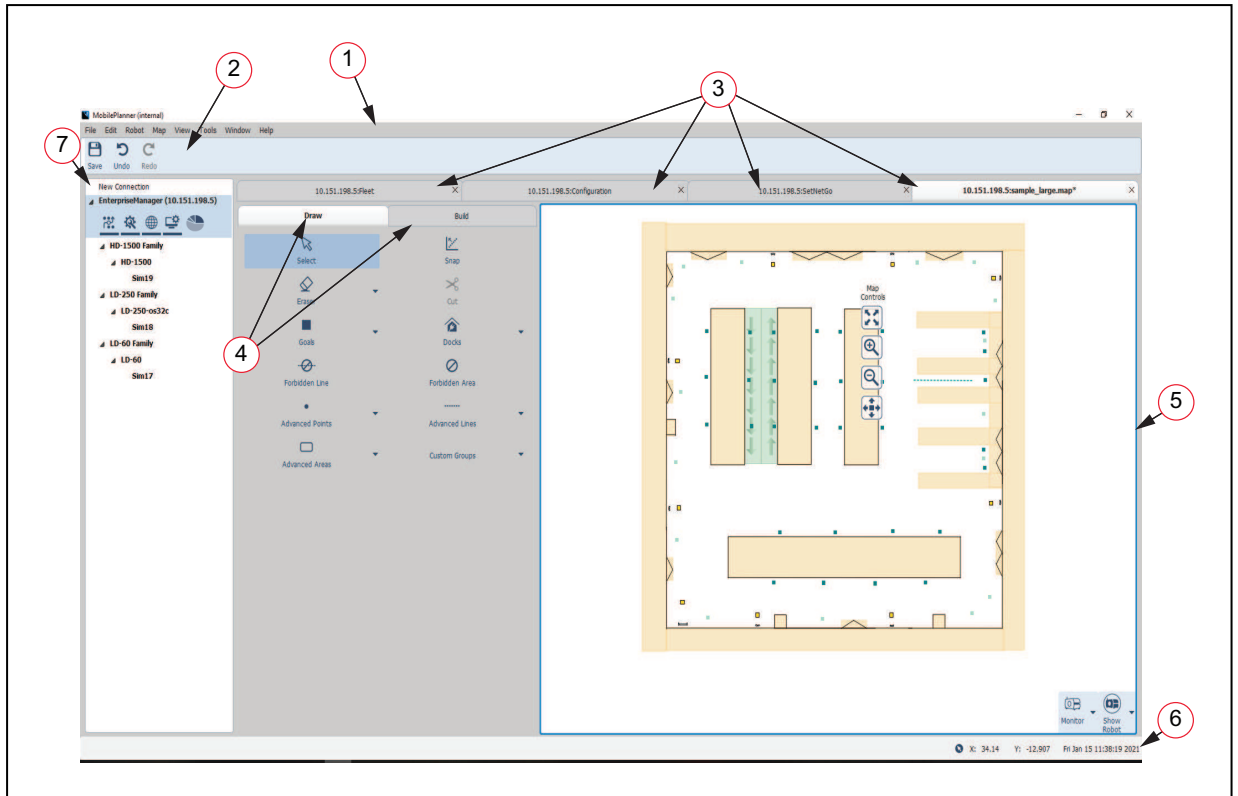 1
2
3
MobilePlanner (internal)
File Edit Robot Map View Tools Window Help
7
Save Undo Redo
New Connection
10.151.198.5:Fleet X 10.151.198.5:Configuration X 10.151.198.5:SetNetGo X 10.151.198.5:sample_large.map* X
EnterpriseManager (10.151.198.5)
HD-1500 Family
HD-1500
Sim19
LD-250 Family
LD-250-os32c
Sim18
LD-60 Family
LD-60
Sim17
Draw Build
Select Snap
Erase Cut
Goals Docks
4
Forbidden Line Forbidden Area
Advanced Points Advanced Lines
Advanced Areas Custom Groups
Map
Controls
5
Monitor Show
Robot
6
X: 34.14 Y: -12.907 Fri Jan 15 11:38:19 2021